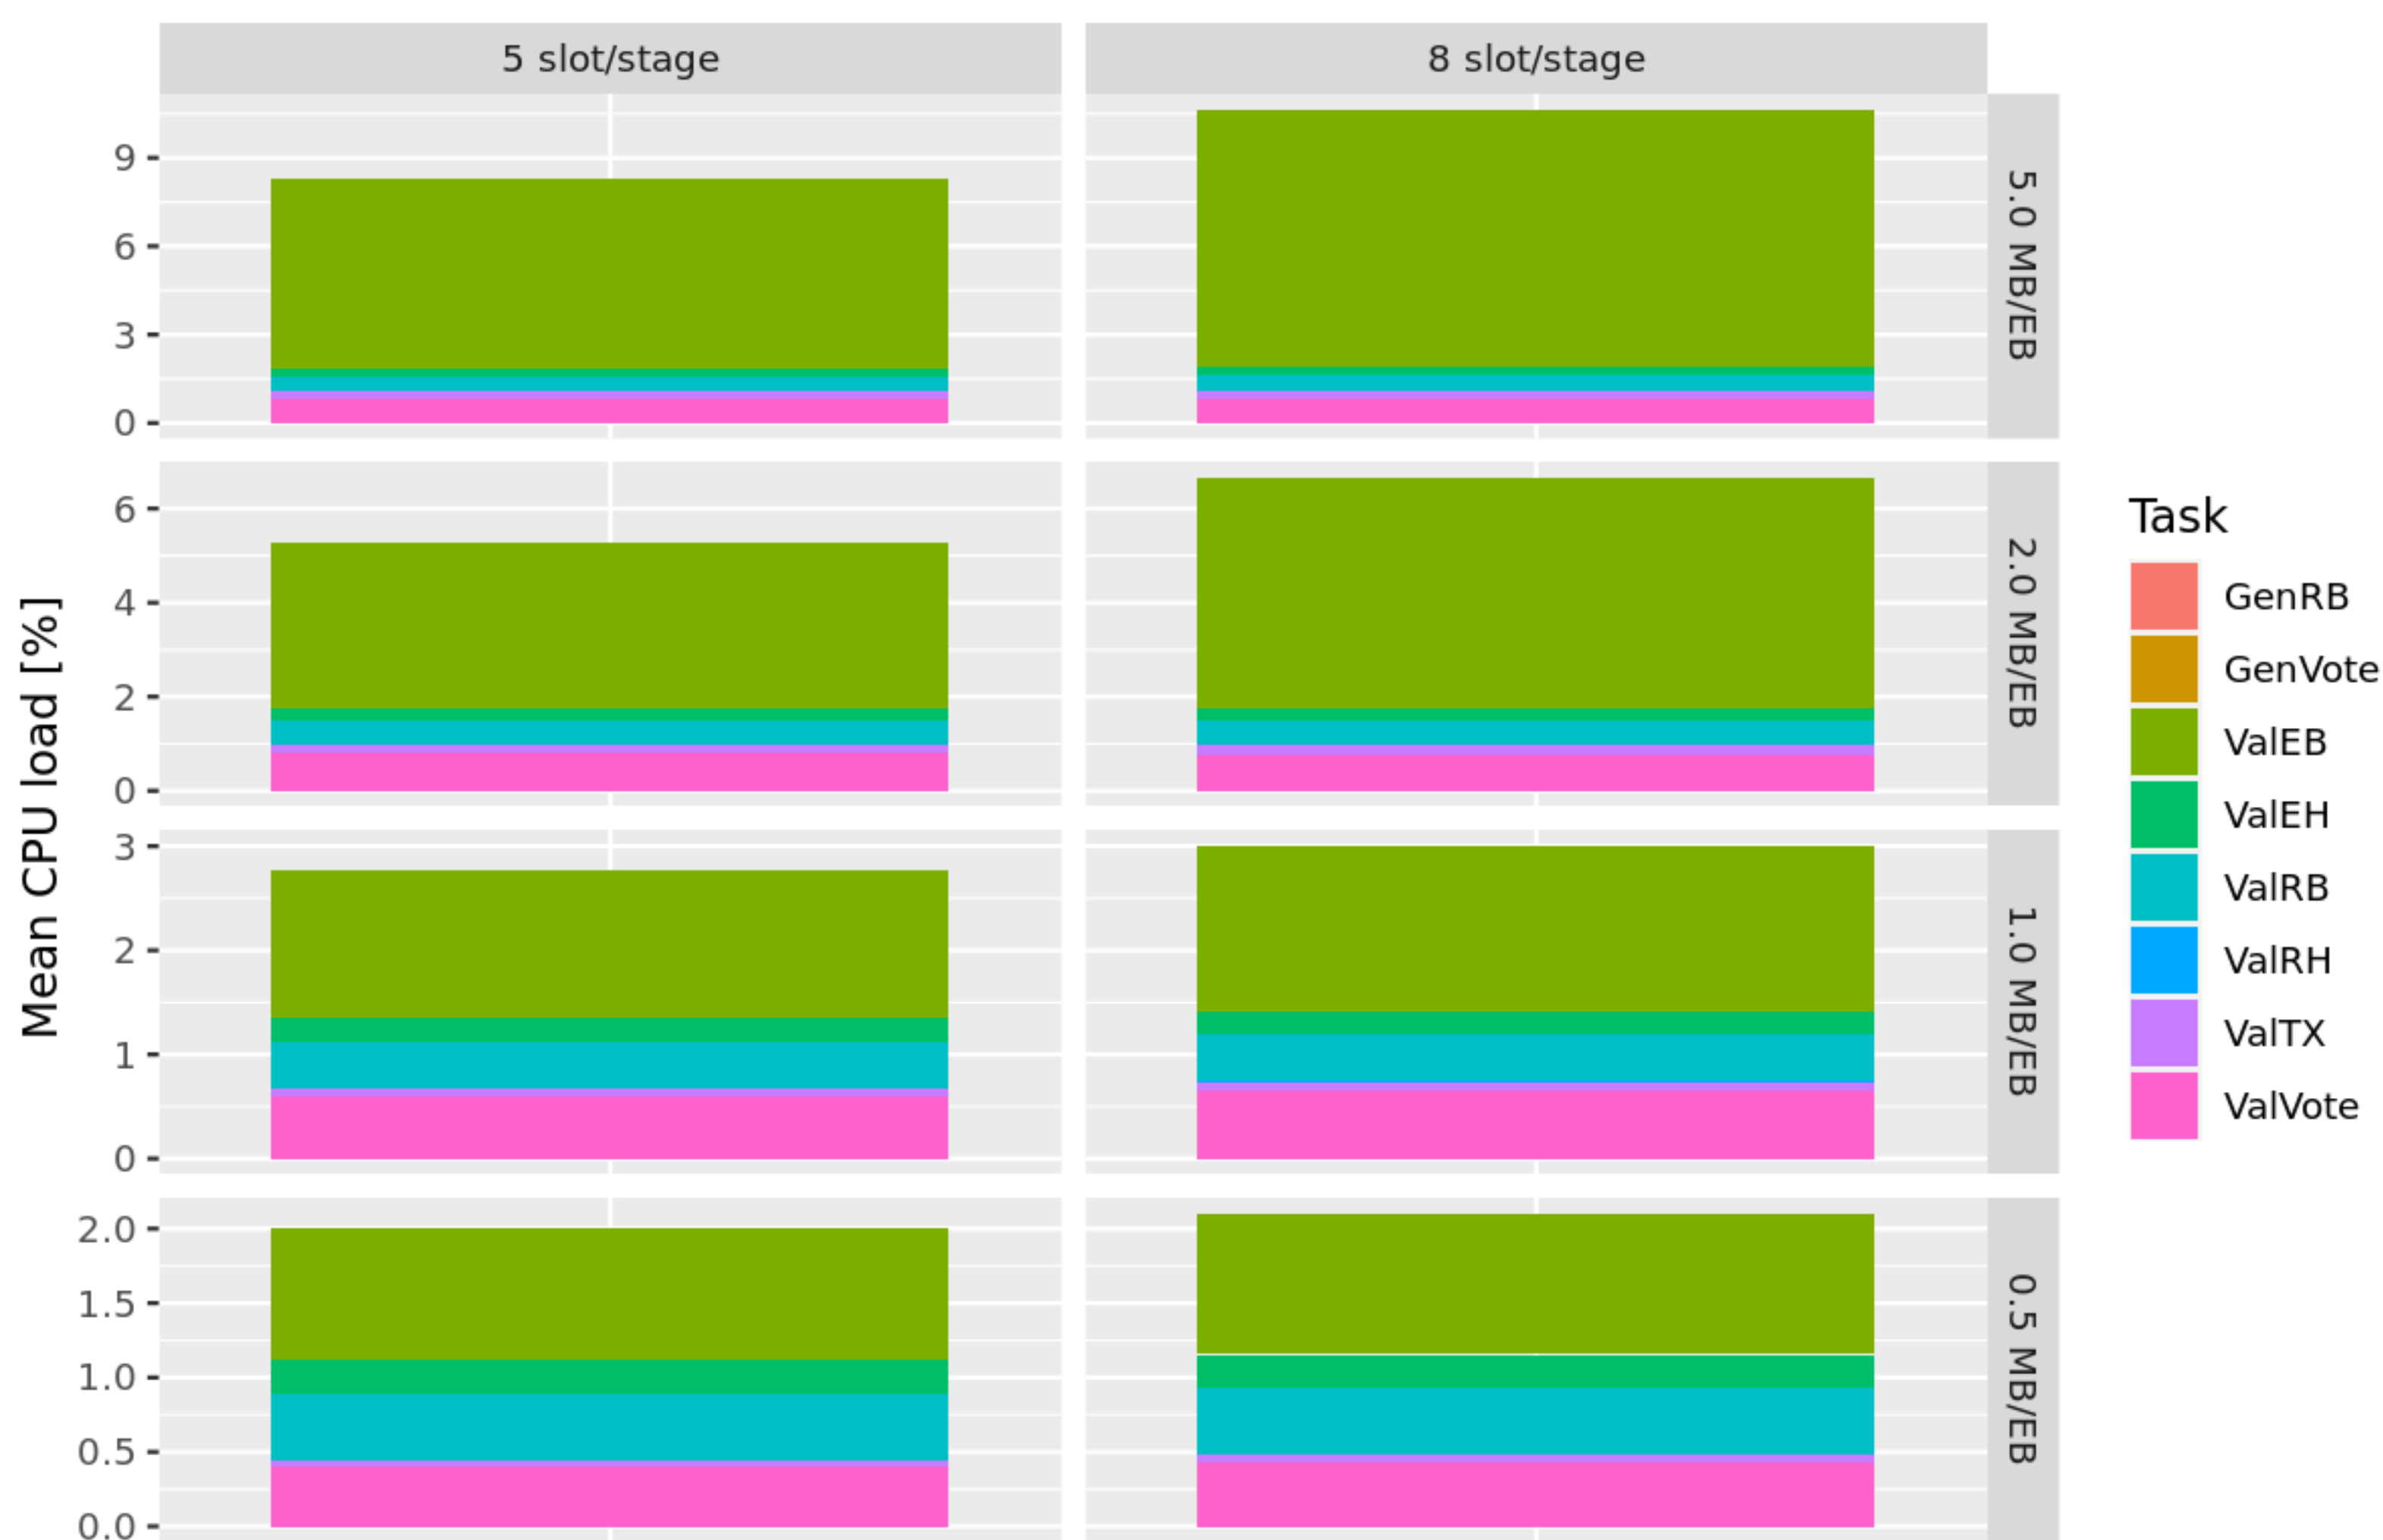 5 slot/stage
8 slot/stage
9
6
3
0
5.0 MB/EB
6
4
2
0
2.0 MB/EB
3
2
1
0
1.0 MB/EB
2.0
1.5
1.0
0.5
0.0
0.5 MB/EB
Mean CPU load [%]
Task
GenRB
GenVote
ValEB
ValEH
ValRB
ValRH
ValTX
ValVote